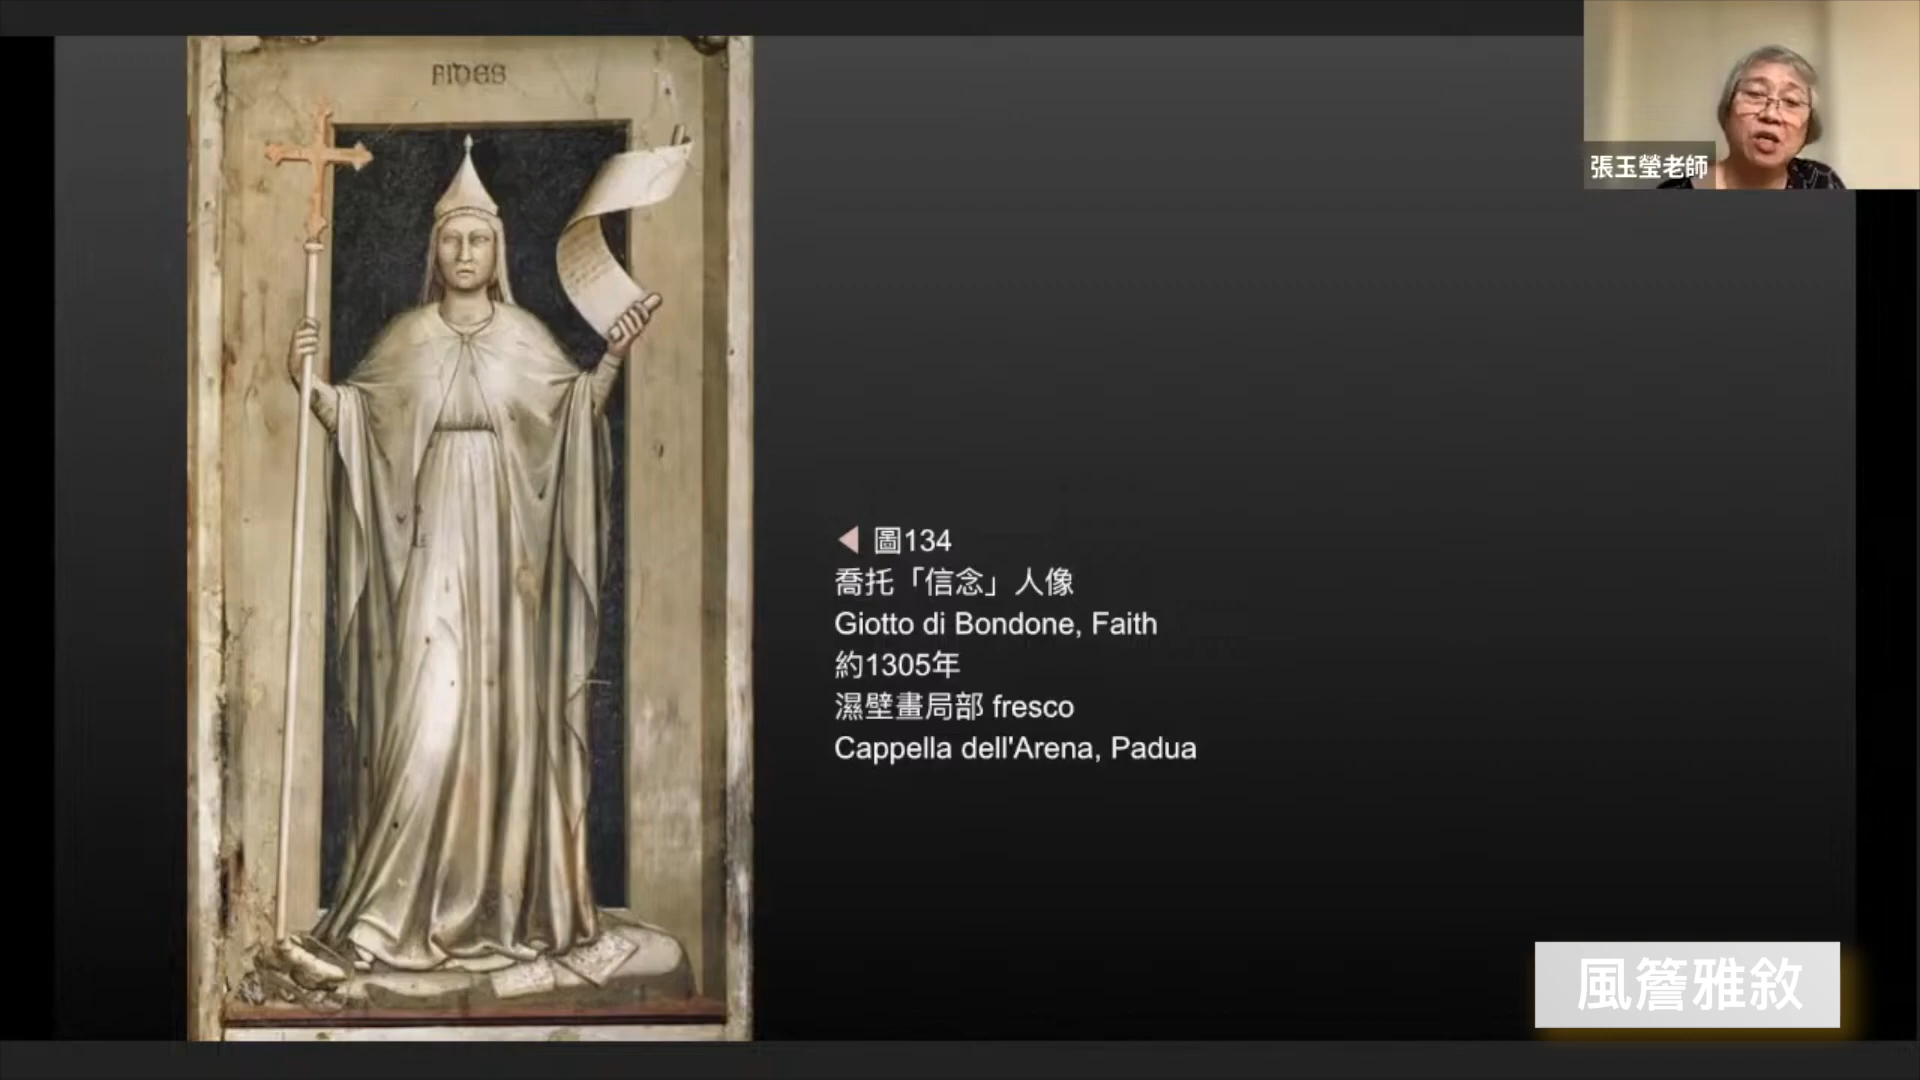 FIDES
張玉瑩老師
◀ 圖134
喬托「信念」人像
Giotto di Bondone, Faith
約1305年
濕壁畫局部 fresco
Cappella dell'Arena, Padua
風簷雅敘